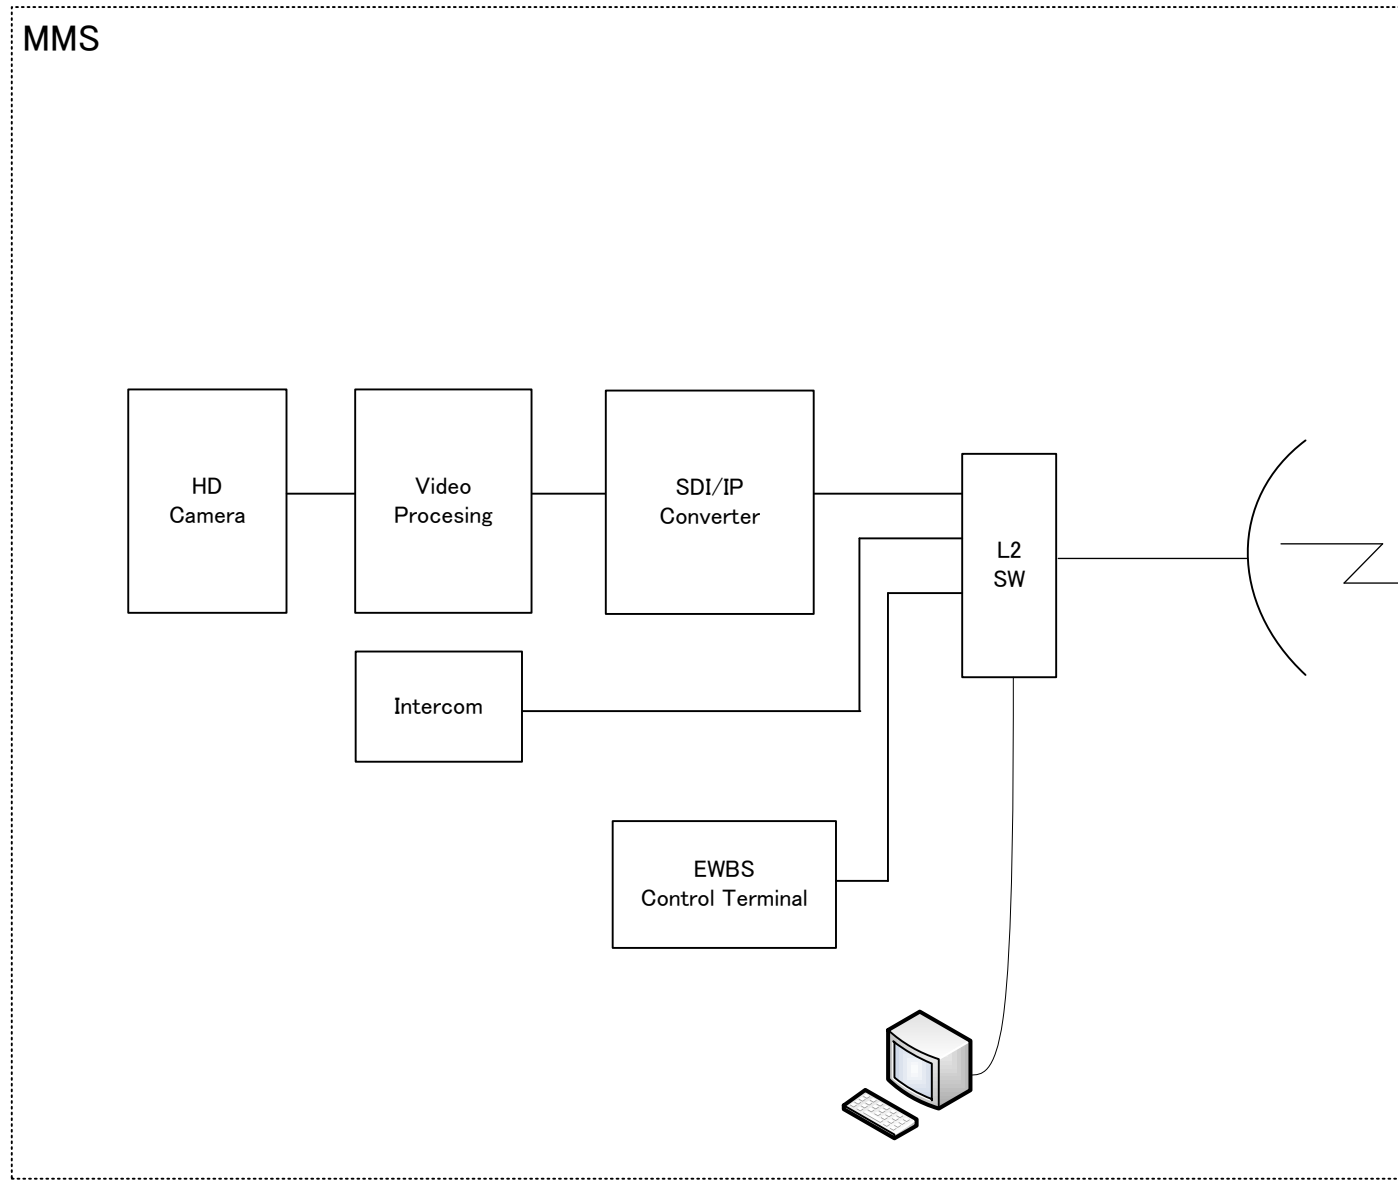 MMS
HD
Camera
Video
Procesing
SDI/IP
Converter
L2
SW
Intercom
EWBS
Control Terminal